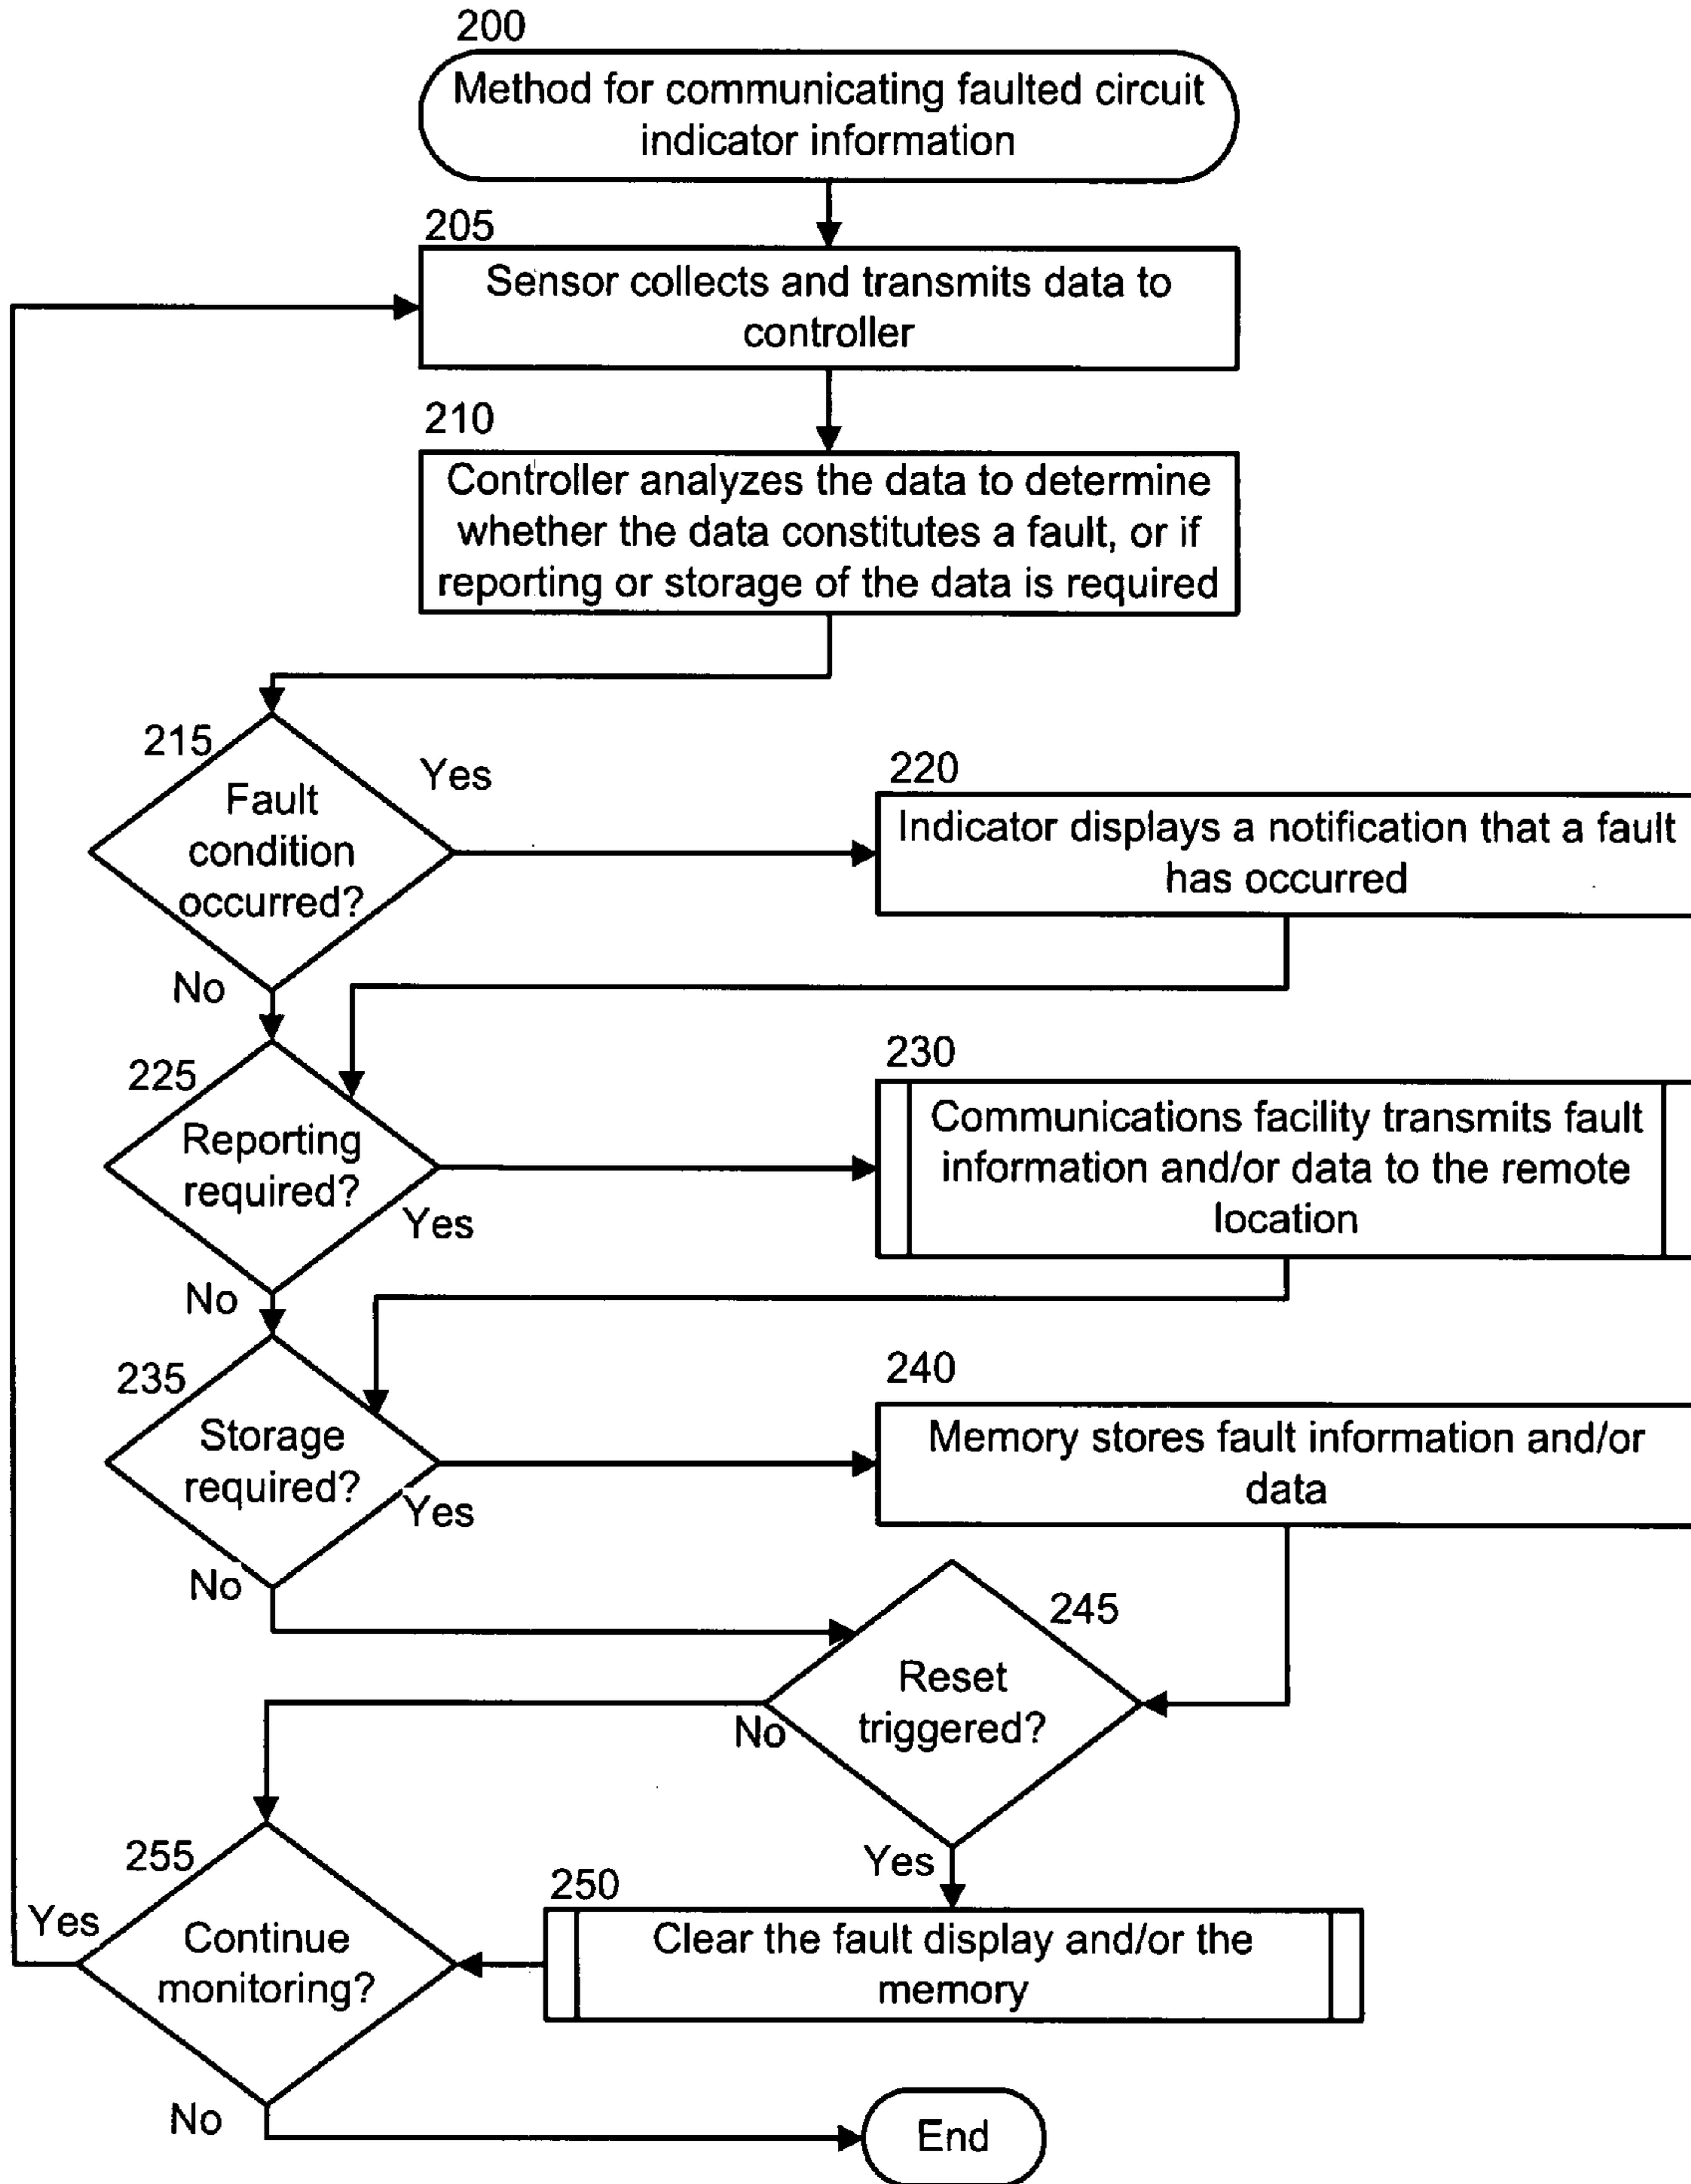 200
Method for communicating faulted circuit
indicator information
205
Sensor collects and transmits data to
controller
210
Controller analyzes the data to determine
whether the data constitutes a fault, or if
reporting or storage of the data is required
215
Fault
condition
occurred?
Yes
No
220
Indicator displays a notification that a fault
has occurred
225
Reporting
required?
Yes
No
230
Communications facility transmits fault
information and/or data to the remote
location
235
Storage
required?
Yes
No
240
Memory stores fault information and/or
data
245
Reset
triggered?
No
Yes
250
Clear the fault display and/or the
memory
255
Continue
monitoring?
Yes
No
End